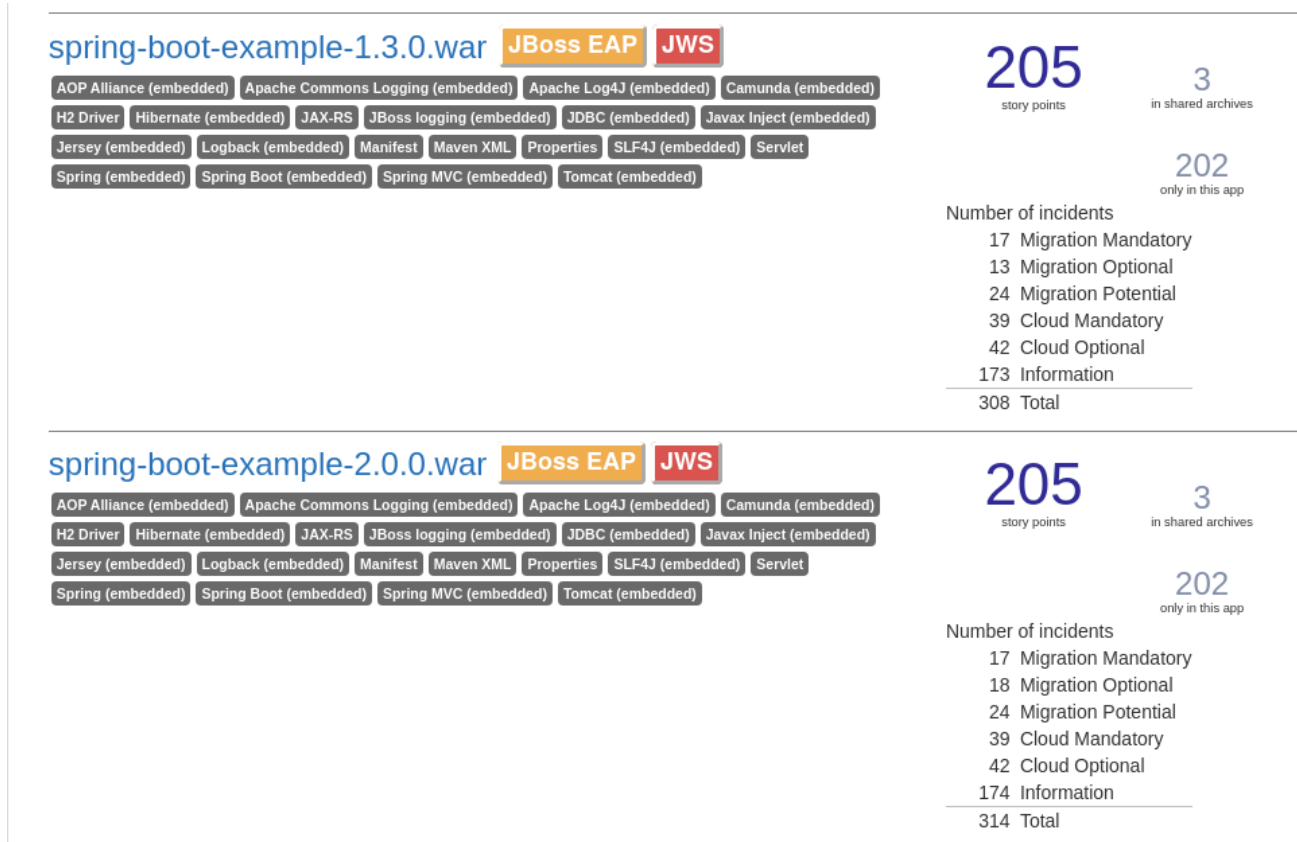 spring-boot-example-1.3.0.war JBoss EAP JWS
AOP Alliance (embedded) Apache Commons Logging (embedded) Apache Log4J (embedded) Camunda (embedded)
H2 Driver Hibernate (embedded) JAX-RS JBoss logging (embedded) JDBC (embedded) Javax Inject (embedded)
Jersey (embedded) Logback (embedded) Manifest Maven XML Properties SLF4J (embedded) Servlet
Spring (embedded) Spring Boot (embedded) Spring MVC (embedded) Tomcat (embedded)
205
story points
3
in shared archives
202
only in this app
Number of incidents
17 Migration Mandatory
13 Migration Optional
24 Migration Potential
39 Cloud Mandatory
42 Cloud Optional
173 Information
308 Total
spring-boot-example-2.0.0.war JBoss EAP JWS
AOP Alliance (embedded) Apache Commons Logging (embedded) Apache Log4J (embedded) Camunda (embedded)
H2 Driver Hibernate (embedded) JAX-RS JBoss logging (embedded) JDBC (embedded) Javax Inject (embedded)
Jersey (embedded) Logback (embedded) Manifest Maven XML Properties SLF4J (embedded) Servlet
Spring (embedded) Spring Boot (embedded) Spring MVC (embedded) Tomcat (embedded)
205
story points
3
in shared archives
202
only in this app
Number of incidents
17 Migration Mandatory
18 Migration Optional
24 Migration Potential
39 Cloud Mandatory
42 Cloud Optional
174 Information
314 Total